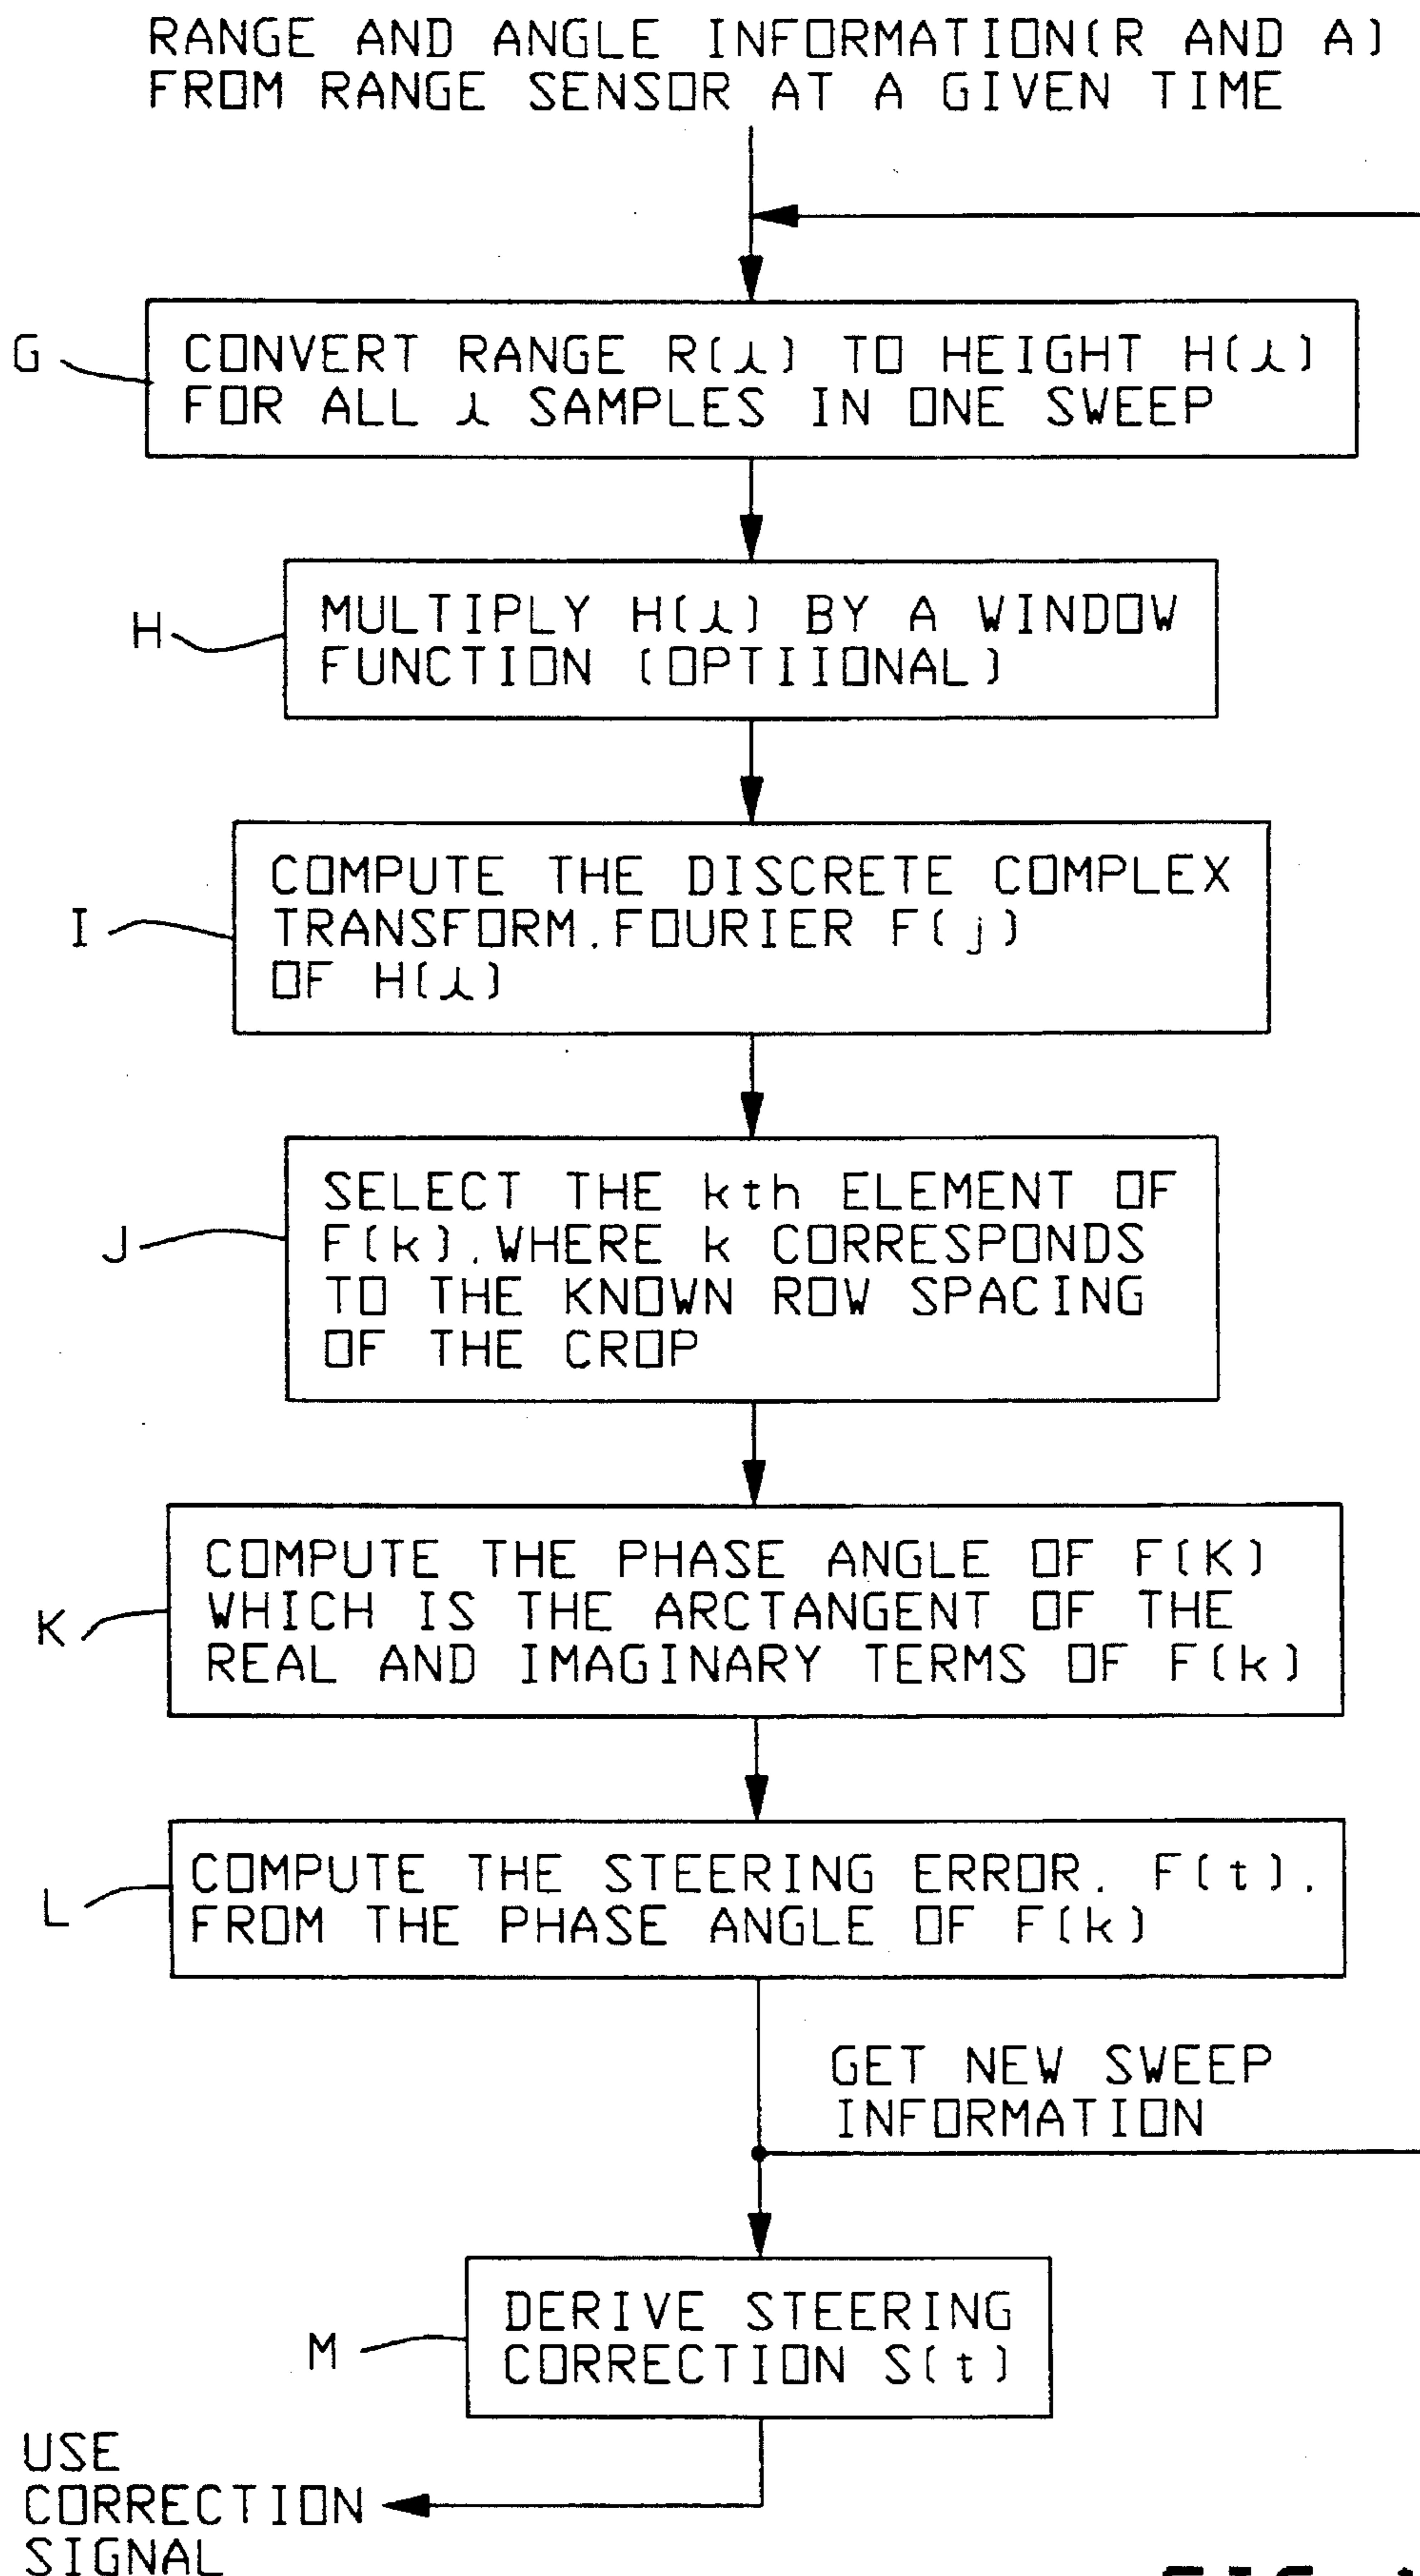 RANGE AND ANGLE INFORMATION(R AND A)
FROM RANGE SENSOR AT A GIVEN TIME
G
CONVERT RANGE R(i) TO HEIGHT H(i)
FOR ALL i SAMPLES IN ONE SWEEP
H
MULTIPLY H(i) BY A WINDOW
FUNCTION (OPTIIONAL)
I
COMPUTE THE DISCRETE COMPLEX
TRANSFORM,FOURIER F(j)
OF H(i)
J
SELECT THE kth ELEMENT OF
F(k),WHERE k CORRESPONDS
TO THE KNOWN ROW SPACING
OF THE CROP
K
COMPUTE THE PHASE ANGLE OF F(K)
WHICH IS THE ARCTANGENT OF THE
REAL AND IMAGINARY TERMS OF F(k)
L
COMPUTE THE STEERING ERROR, F(t),
FROM THE PHASE ANGLE OF F(k)
GET NEW SWEEP
INFORMATION
M
DERIVE STEERING
CORRECTION S(t)
USE
CORRECTION
SIGNAL